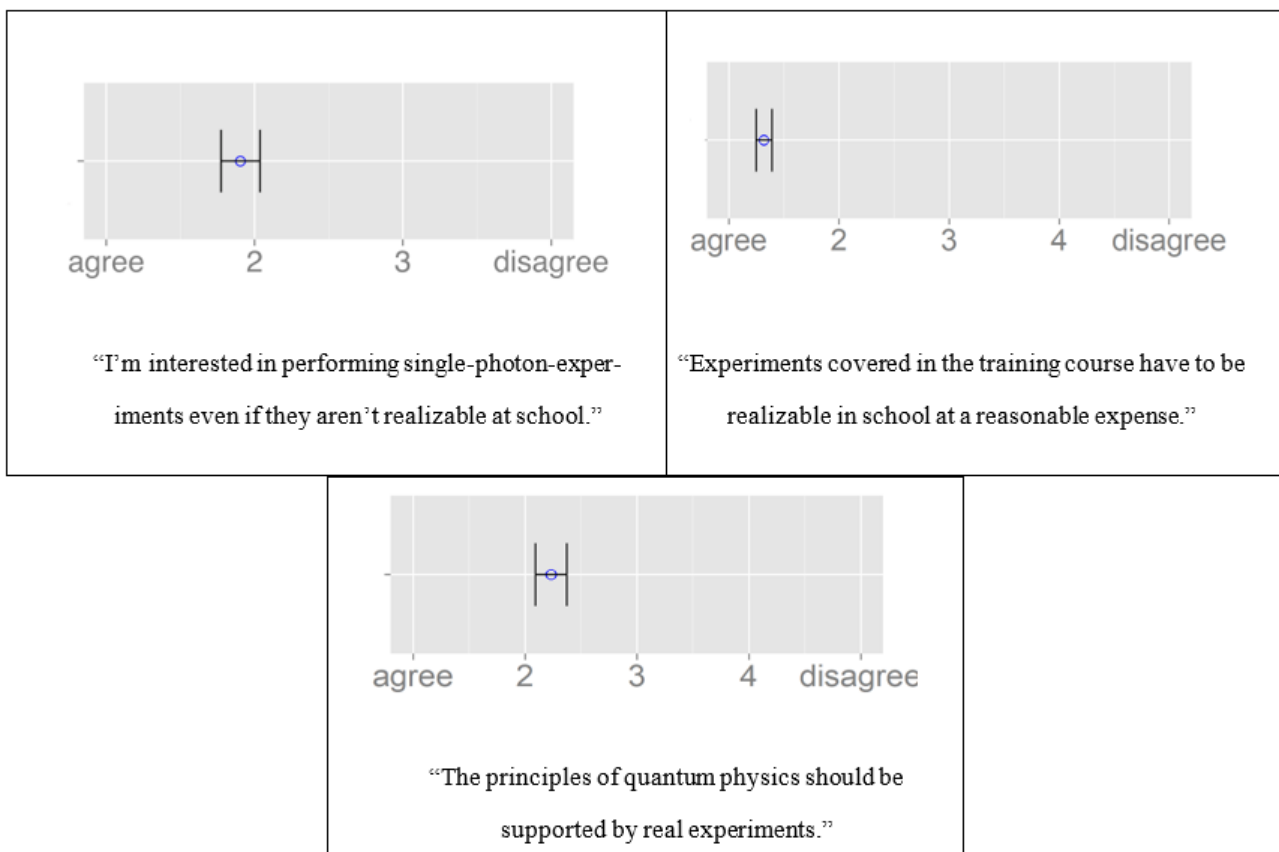 agree 2 3 disagree
“I’m interested in performing single-photon-exper-
iments even if they aren’t realizable at school.”
agree 2 3 4 disagree
“Experiments covered in the training course have to be
realizable in school at a reasonable expense.”
agree 2 3 4 disagree
“The principles of quantum physics should be
supported by real experiments.”